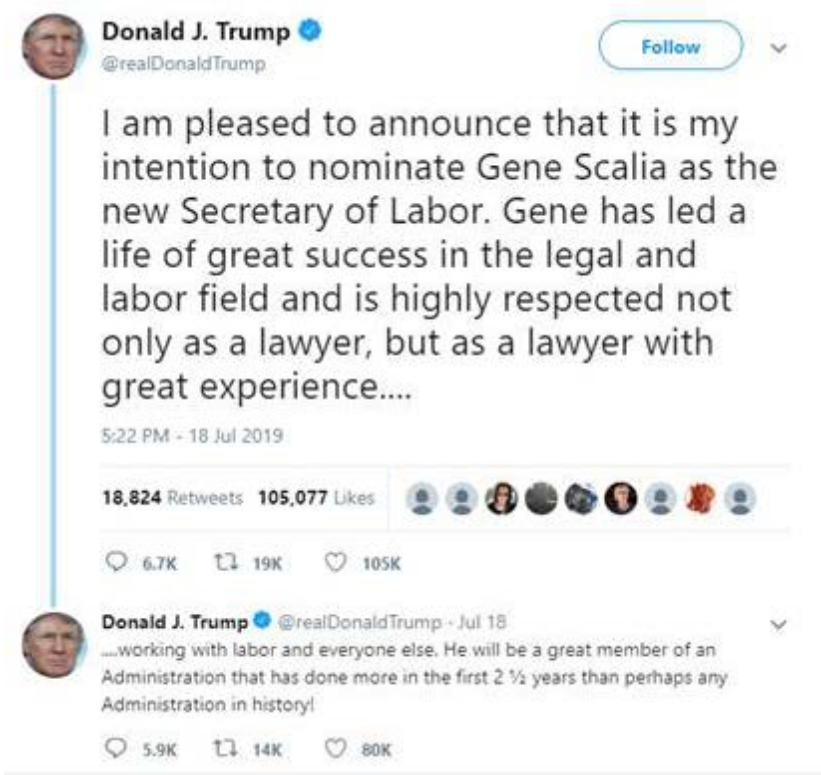 Donald J. Trump
@realDonaldTrump
Follow
I am pleased to announce that it is my
intention to nominate Gene Scalia as the
new Secretary of Labor. Gene has led a
life of great success in the legal and
labor field and is highly respected not
only as a lawyer, but as a lawyer with
great experience....
5:22 PM - 18 Jul 2019
18,824 Retweets 105,077 Likes
6.7K 19K 105K
Donald J. Trump @realDonaldTrump · Jul 18
....working with labor and everyone else. He will be a great member of an
Administration that has done more in the first 2 ½ years than perhaps any
Administration in history!
5.9K 14K 80K